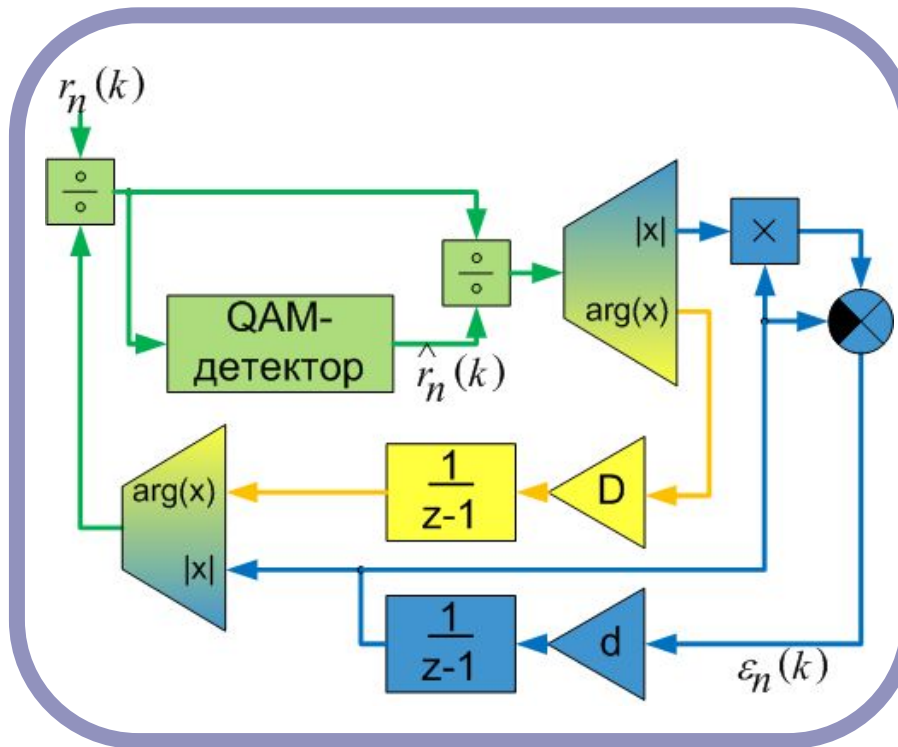 r_n(k)
÷
|x|
×
÷
arg(x)
QAM-
детектор
r̂_n(k)
arg(x)
1
z-1
D
|x|
1
z-1
d
ε_n(k)